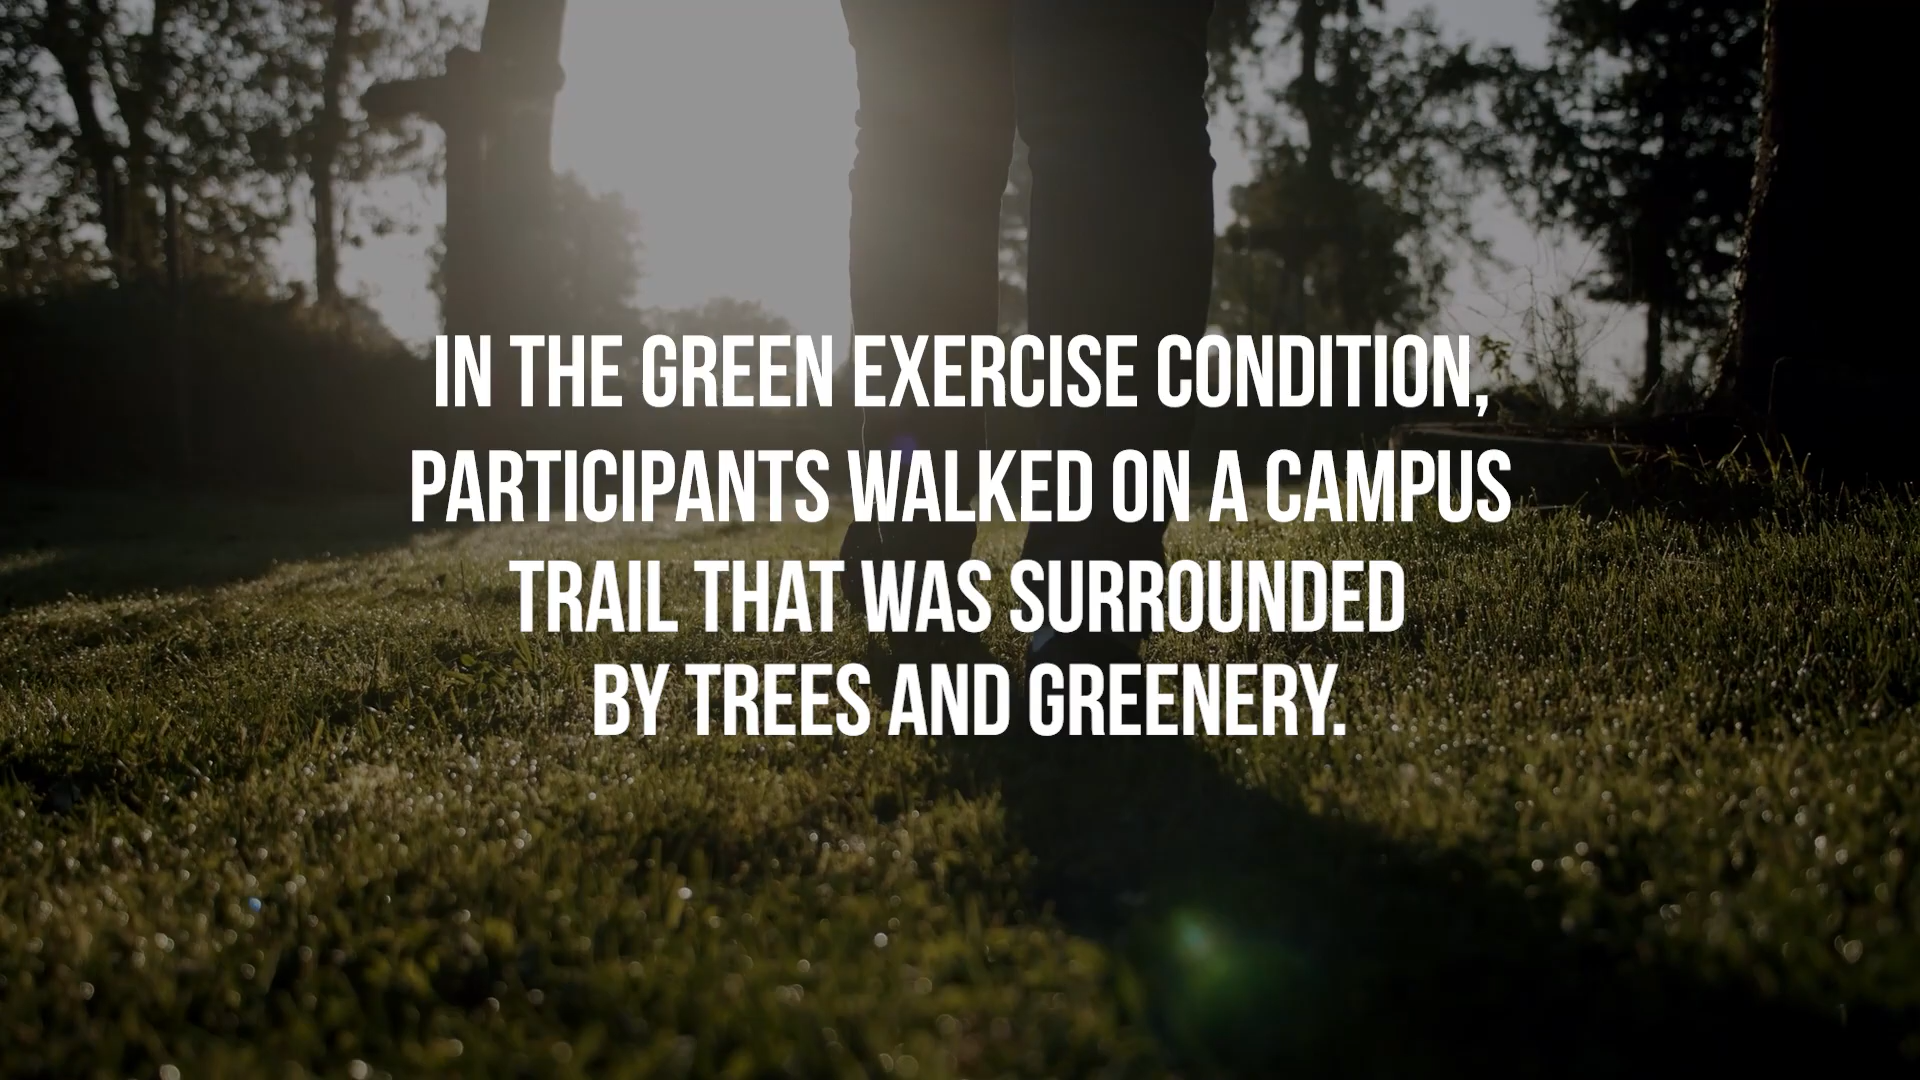 IN THE GREEN EXERCISE CONDITION,
PARTICIPANTS WALKED ON A CAMPUS
TRAIL THAT WAS SURROUNDED
BY TREES AND GREENERY.